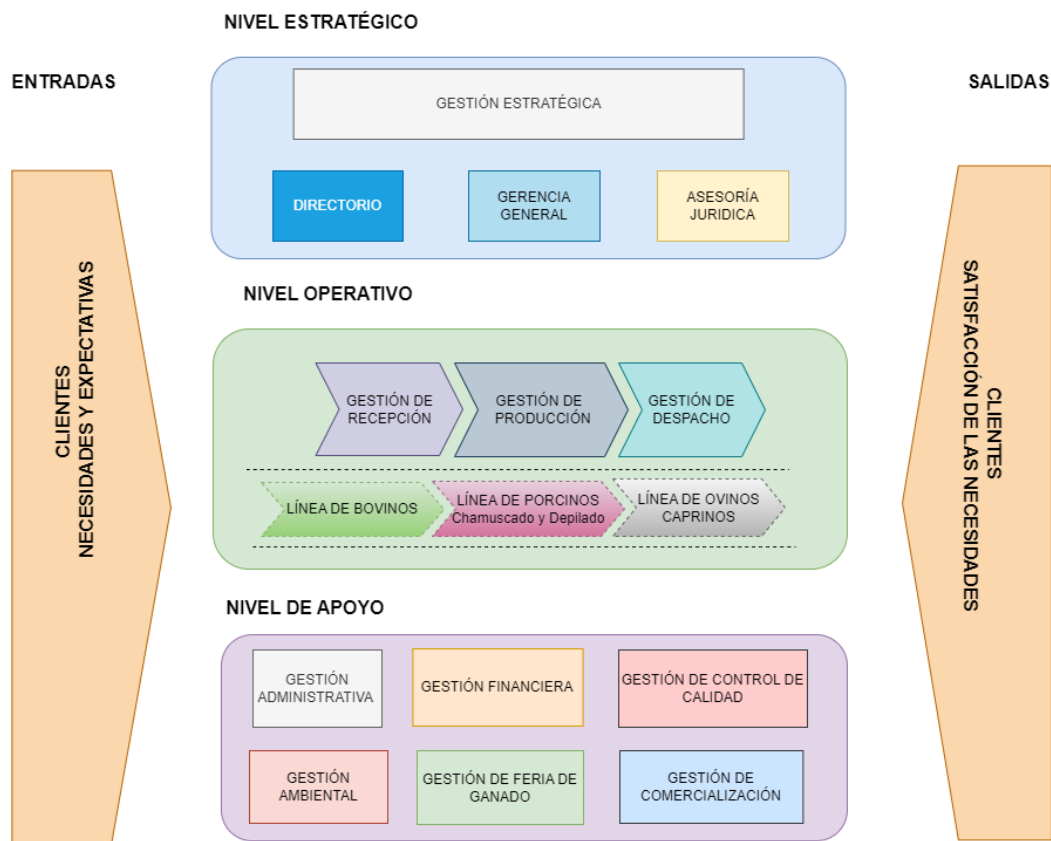 NIVEL ESTRATÉGICO
ENTRADAS
SALIDAS
GESTIÓN ESTRATÉGICA
DIRECTORIO
GERENCIA
GENERAL
ASESORÍA
JURIDICA
CLIENTES
NECESIDADES Y EXPECTATIVAS
NIVEL OPERATIVO
GESTIÓN DE
RECEPCIÓN
GESTIÓN DE
PRODUCCIÓN
GESTIÓN DE
DESPACHO
LÍNEA DE BOVINOS
LÍNEA DE PORCINOS
Chamuscado y Depilado
LÍNEA DE OVINOS
CAPRINOS
CLIENTES
SATISFACCIÓN DE LAS NECESIDADES
NIVEL DE APOYO
GESTIÓN
ADMINISTRATIVA
GESTIÓN FINANCIERA
GESTIÓN DE CONTROL DE
CALIDAD
GESTIÓN
AMBIENTAL
GESTIÓN DE FERIA DE
GANADO
GESTIÓN DE
COMERCIALIZACIÓN